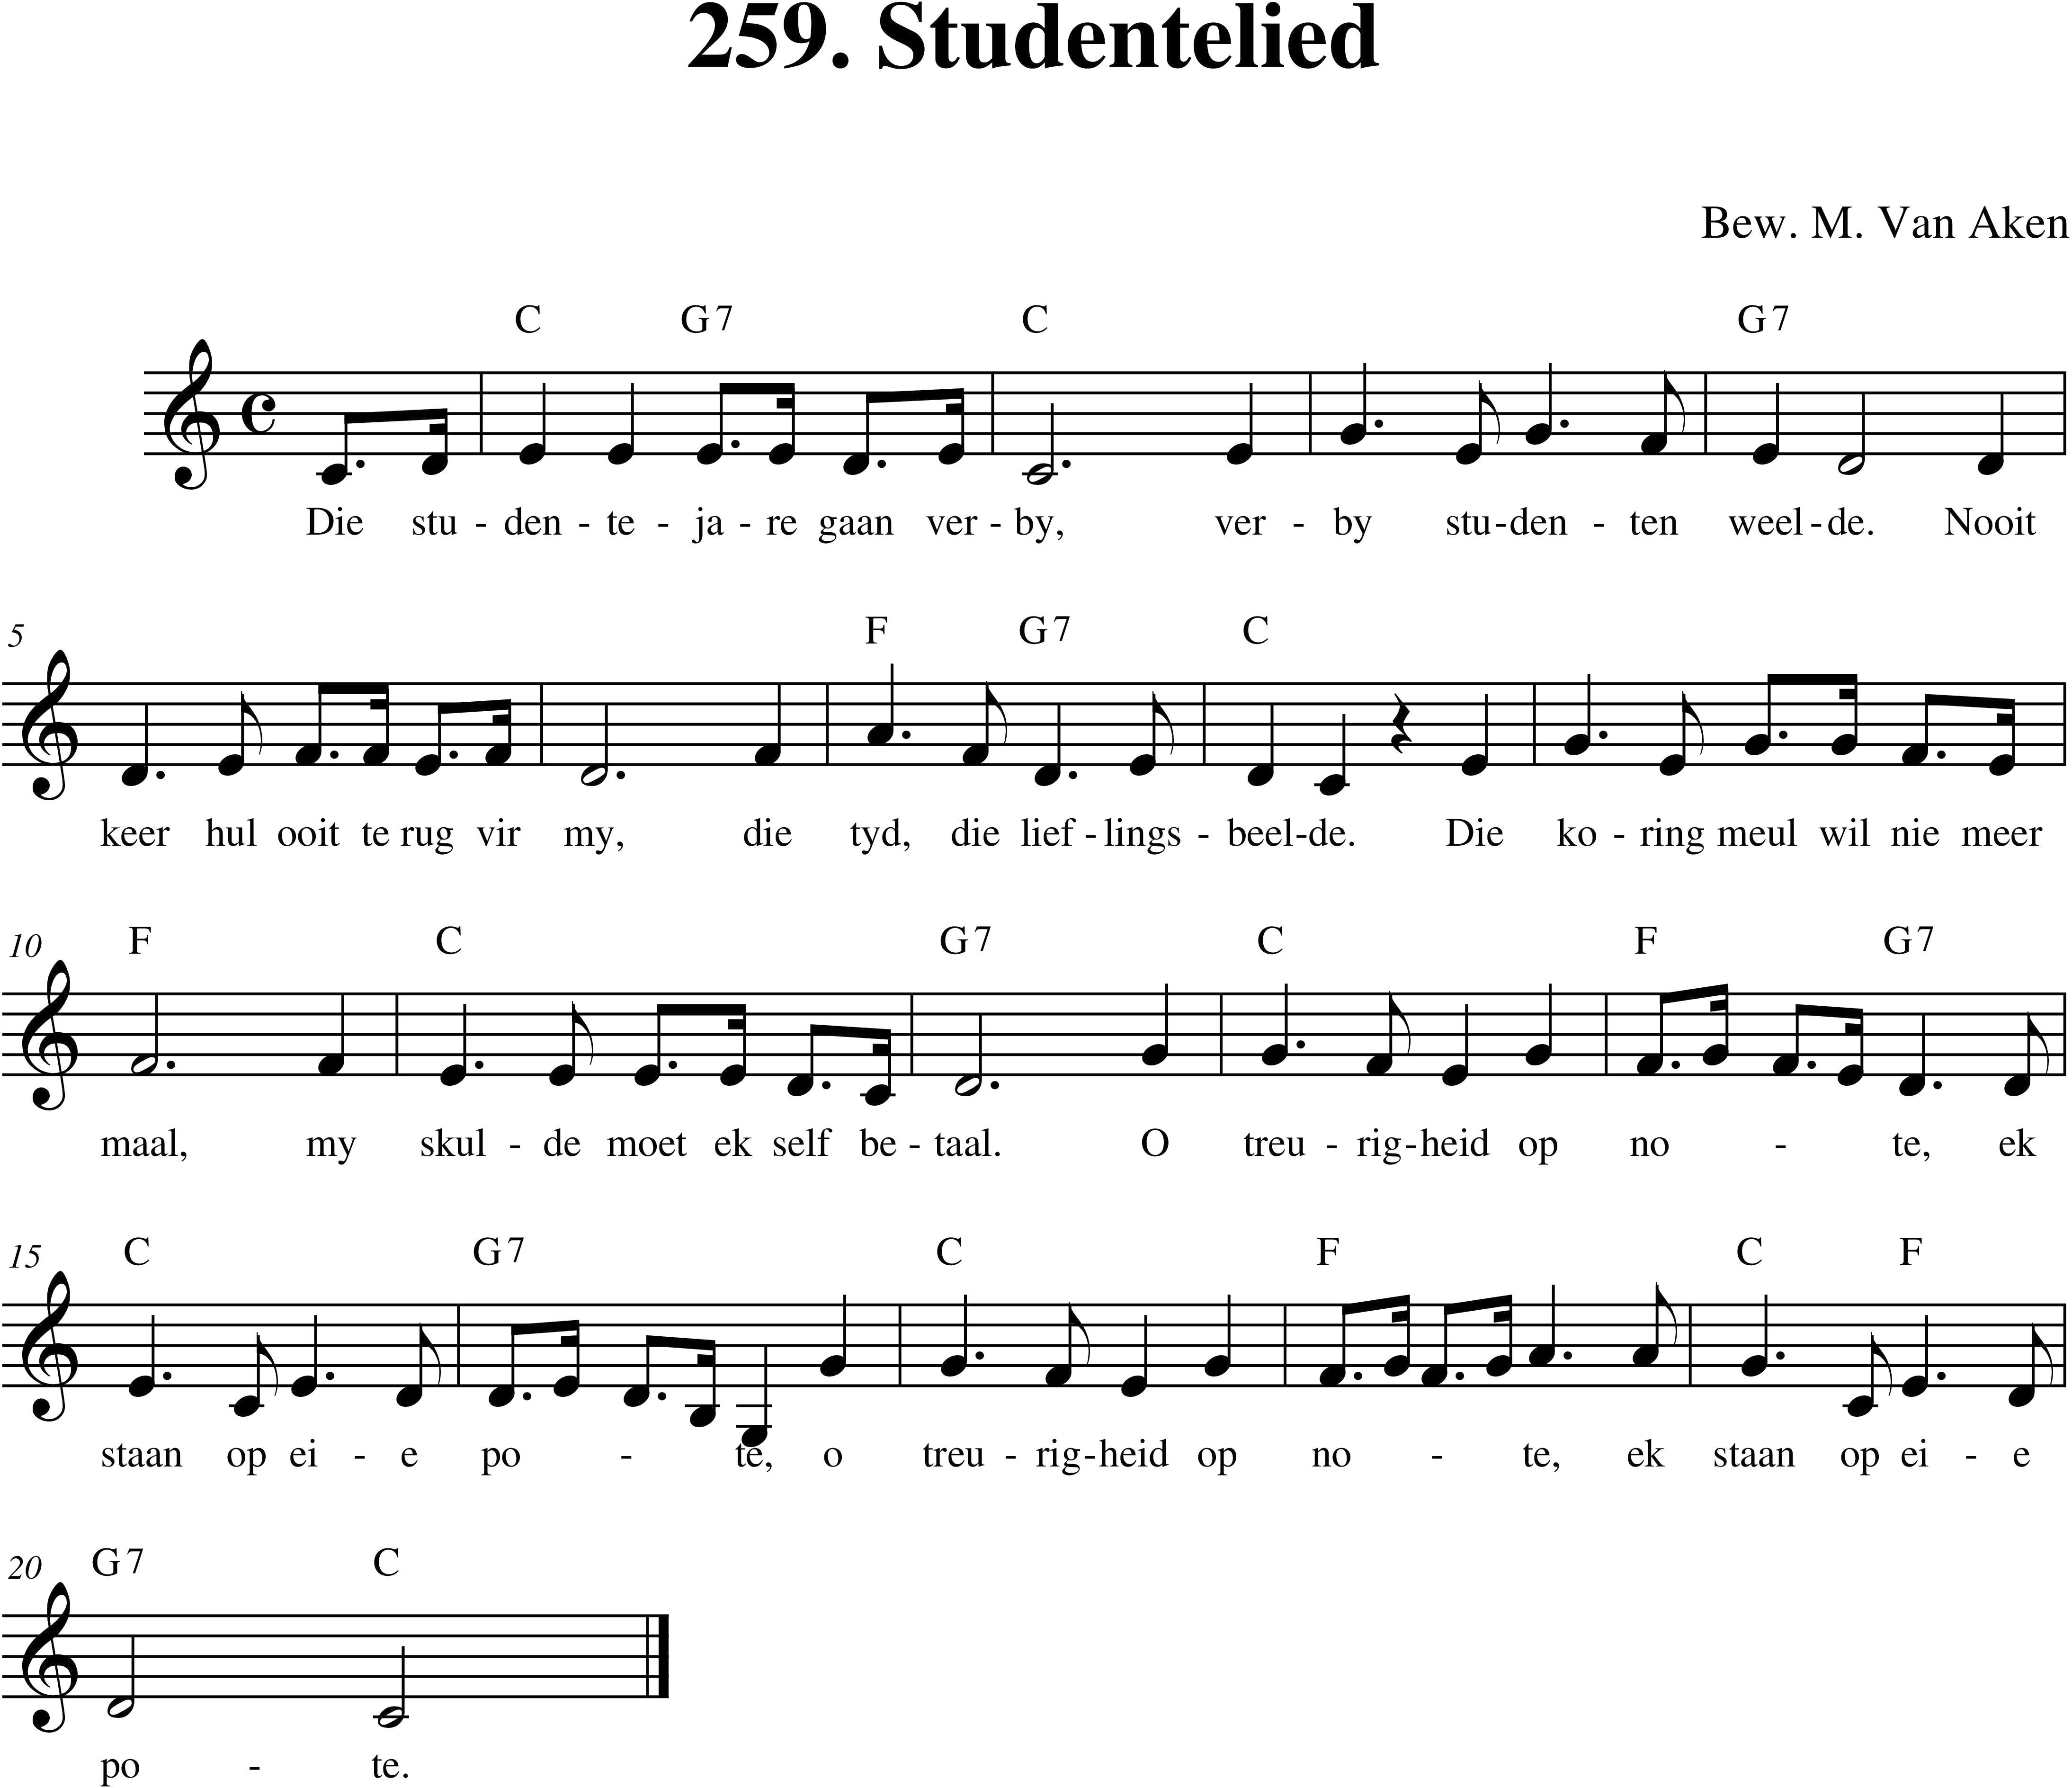 259. Studentelied
Bew. M. Van Aken
C G7 C G7
Die stu - den - te - ja - re gaan ver - by, ver - by stu - den - ten weel - de. Nooit
5
F G7 C
keer hul ooit te rug vir my, die tyd, die lief - lings - beel - de. Die ko - ring meul wil nie meer
10
F C G7 C F G7
maal, my skul - de moet ek self be - taal. O treu - rig - heid op no - te, ek
15
C G7 C F C F
staan op ei - e po - te, o treu - rig - heid op no - te, ek staan op ei - e
20
G7 C
po - te.